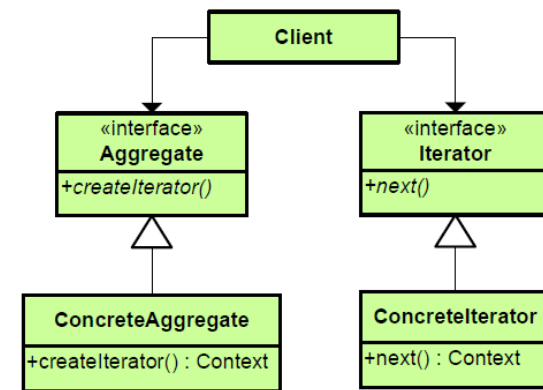 Client
«interface»
Aggregate
+createIterator()
«interface»
Iterator
+next()
ConcreteAggregate
+createIterator() : Context
ConcreteIterator
+next() : Context